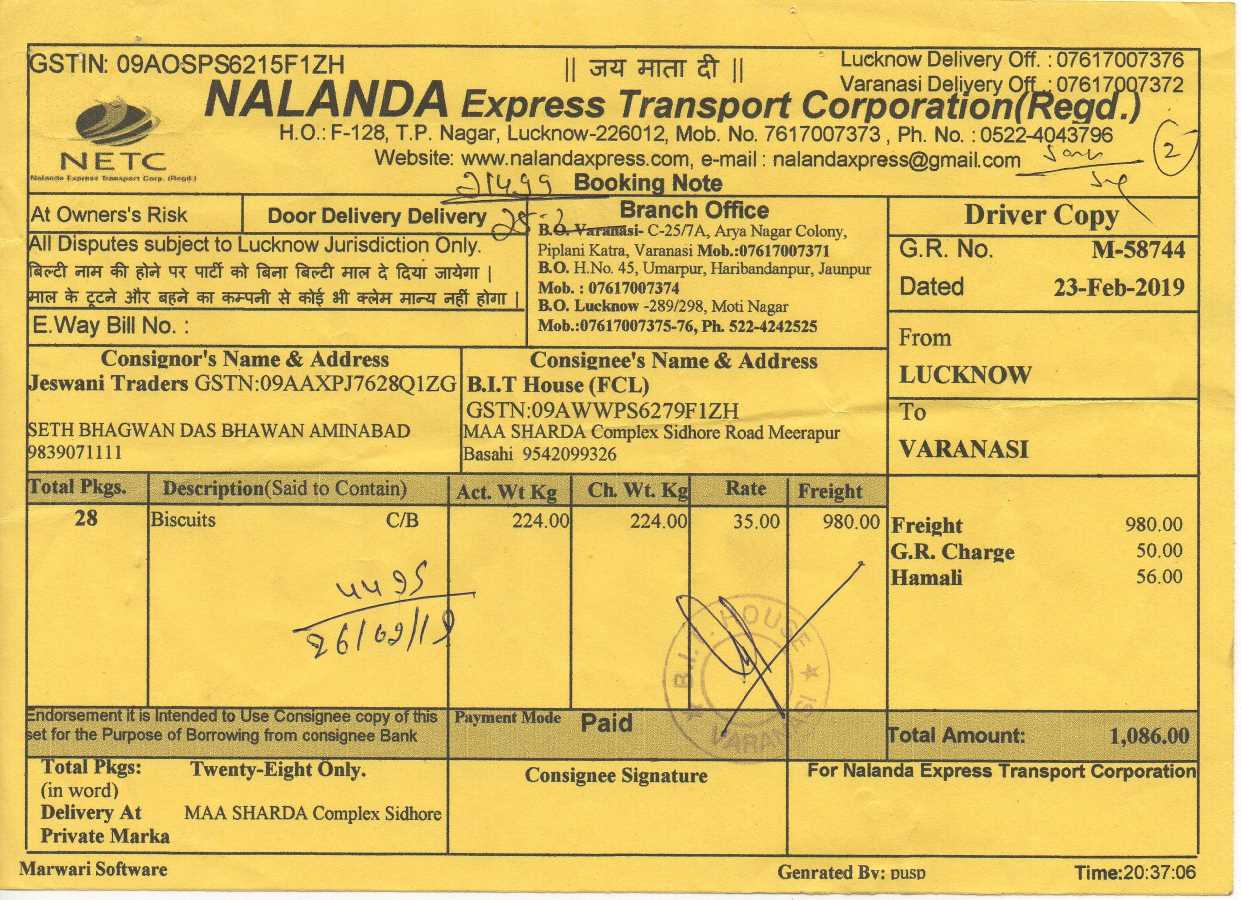 GSTIN: 09AOSPS6215F1ZH
|| जय माता दी ||
Lucknow Delivery Off. : 07617007376
Varanasi Delivery Off. : 07617007372
NALANDA Express Transport Corporation(Regd.)
H.O.: F-128, T.P. Nagar, Lucknow-226012, Mob. No. 7617007373 , Ph. No. : 0522-4043796
NETC
Nalanda Express Transport Corp. (Regd.)
Website: www.nalandaxpress.com, e-mail : nalandaxpress@gmail.com
2
Booking Note
At Owners's Risk
Door Delivery Delivery
Branch Office
Driver Copy
All Disputes subject to Lucknow Jurisdiction Only.
बिल्टी नाम की होने पर पार्टी को बिना बिल्टी माल दे दिया जायेगा |
माल के टूटने और बहने का कम्पनी से कोई भी क्लेम मान्य नहीं होगा |
E.Way Bill No. :
B.O. Varanasi- C-25/7A, Arya Nagar Colony,
Piplani Katra, Varanasi Mob.:07617007371
B.O. H.No. 45, Umarpur, Haribandanpur, Jaunpur
Mob. : 07617007374
B.O. Lucknow -289/298, Moti Nagar
Mob.:07617007375-76, Ph. 522-4242525
G.R. No. M-58744
Dated 23-Feb-2019
From
LUCKNOW
To
VARANASI
Consignor's Name & Address
Jeswani Traders GSTN:09AAXPJ7628Q1ZG
SETH BHAGWAN DAS BHAWAN AMINABAD
9839071111
Consignee's Name & Address
B.I.T House (FCL)
GSTN:09AWWPS6279F1ZH
MAA SHARDA Complex Sidhore Road Meerapur
Basahi 9542099326
Total Pkgs. Description(Said to Contain) Act. Wt Kg Ch. Wt. Kg Rate Freight
28 Biscuits C/B 224.00 224.00 35.00 980.00
Freight 980.00
G.R. Charge 50.00
Hamali 56.00
4495
26/02/19
B.I.T. HOUSE
VARANASI
Endorsement it is Intended to Use Consignee copy of this
set for the Purpose of Borrowing from consignee Bank
Payment Mode Paid
Total Amount: 1,086.00
Total Pkgs: Twenty-Eight Only.
(in word)
Delivery At MAA SHARDA Complex Sidhore
Private Marka
Consignee Signature
For Nalanda Express Transport Corporation
Marwari Software
Genrated By: pusp
Time:20:37:06